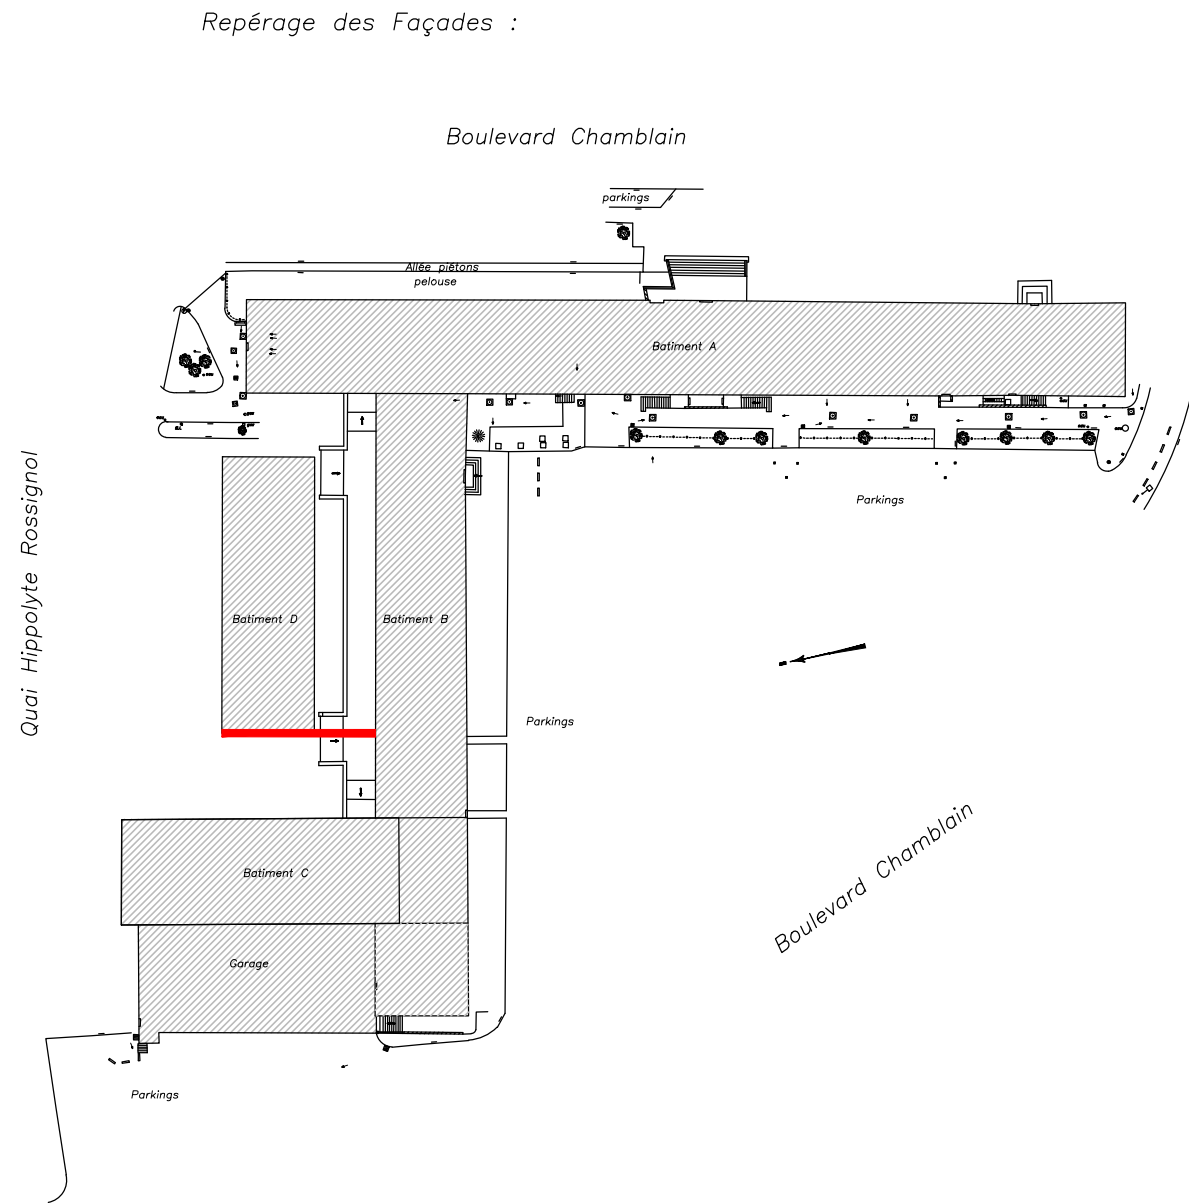 Repérage des Façades :
Boulevard Chamblain
parkings
Allée piétons
pelouse
Batiment A
Quai Hippolyte Rossignol
Parkings
Batiment D
Batiment B
Parkings
Boulevard Chamblain
Batiment C
Garage
Parkings